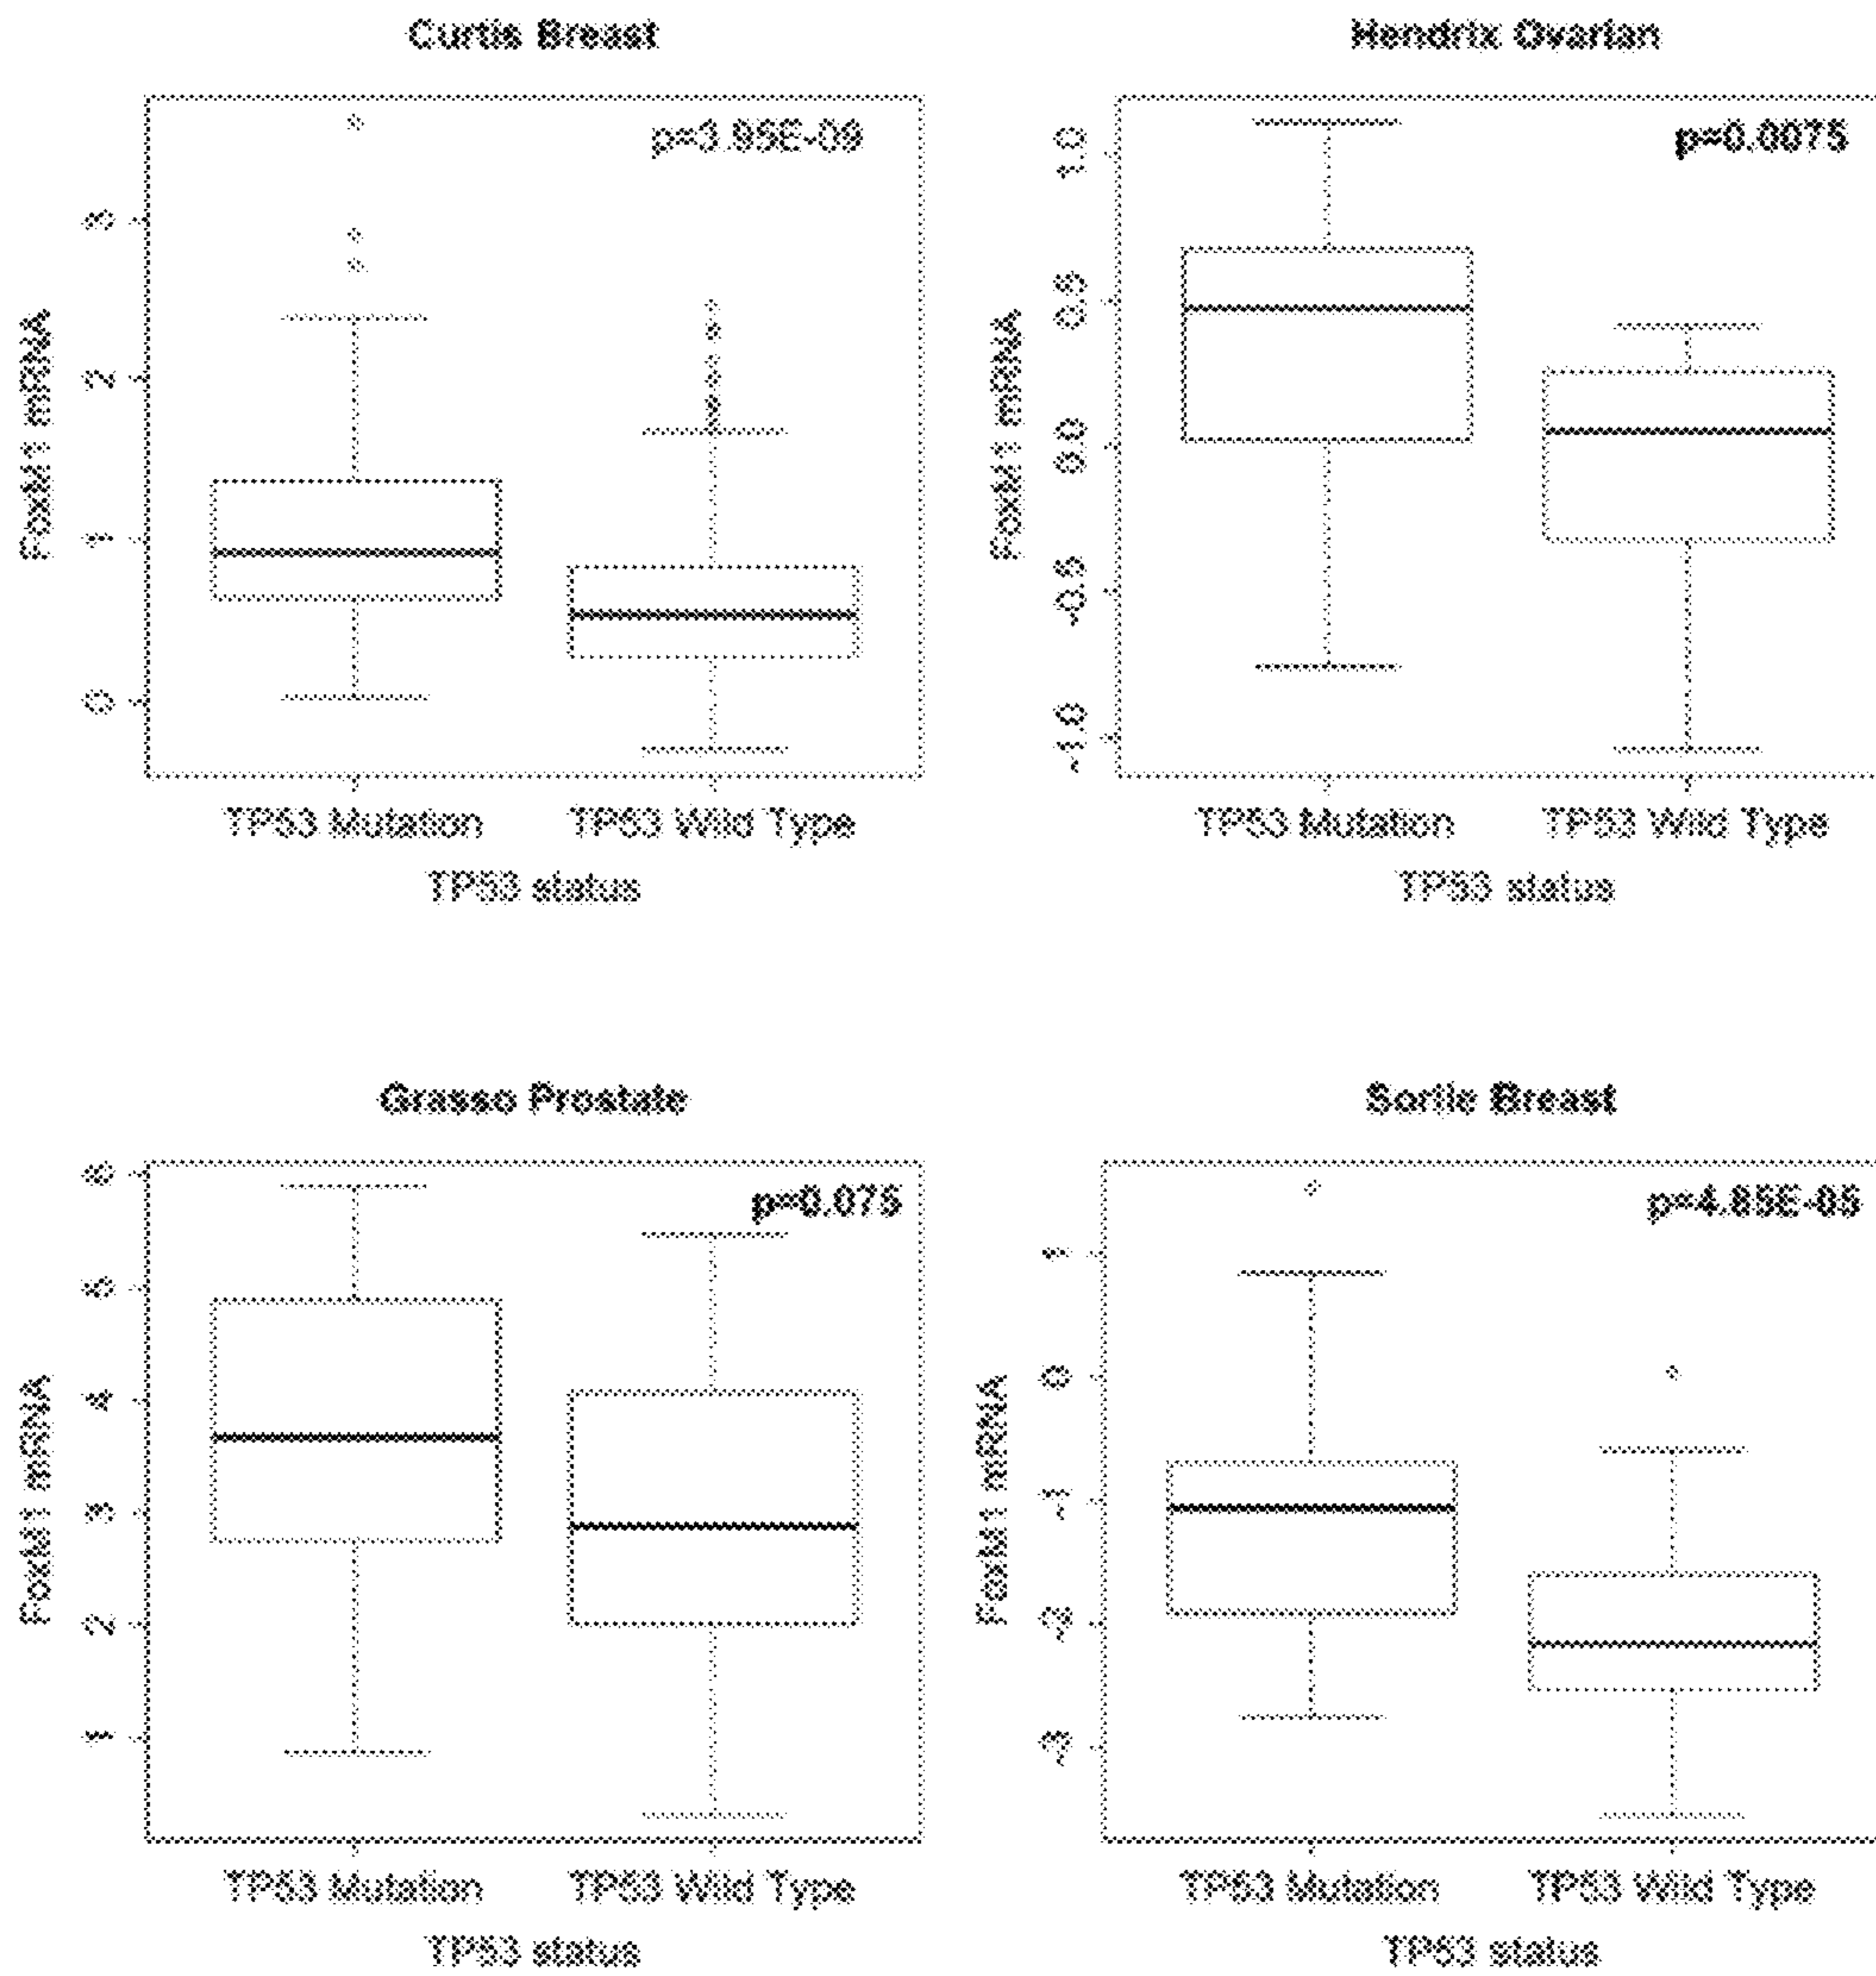 Curtis Breast
p=3.95E-09
FoxM1 mRNA
3
2
1
0
TP53 Mutation TP53 Wild Type
TP53 status
Hendrix Ovarian
p=0.0075
FoxM1 mRNA
1.0
0.5
0.0
-0.5
-1.0
TP53 Mutation TP53 Wild Type
TP53 status
Grasso Prostate
p=0.075
FoxM1 mRNA
6
5
4
3
2
1
TP53 Mutation TP53 Wild Type
TP53 status
Sorlie Breast
p=4.85E-05
FoxM1 mRNA
1
0
-1
-2
-3
TP53 Mutation TP53 Wild Type
TP53 status